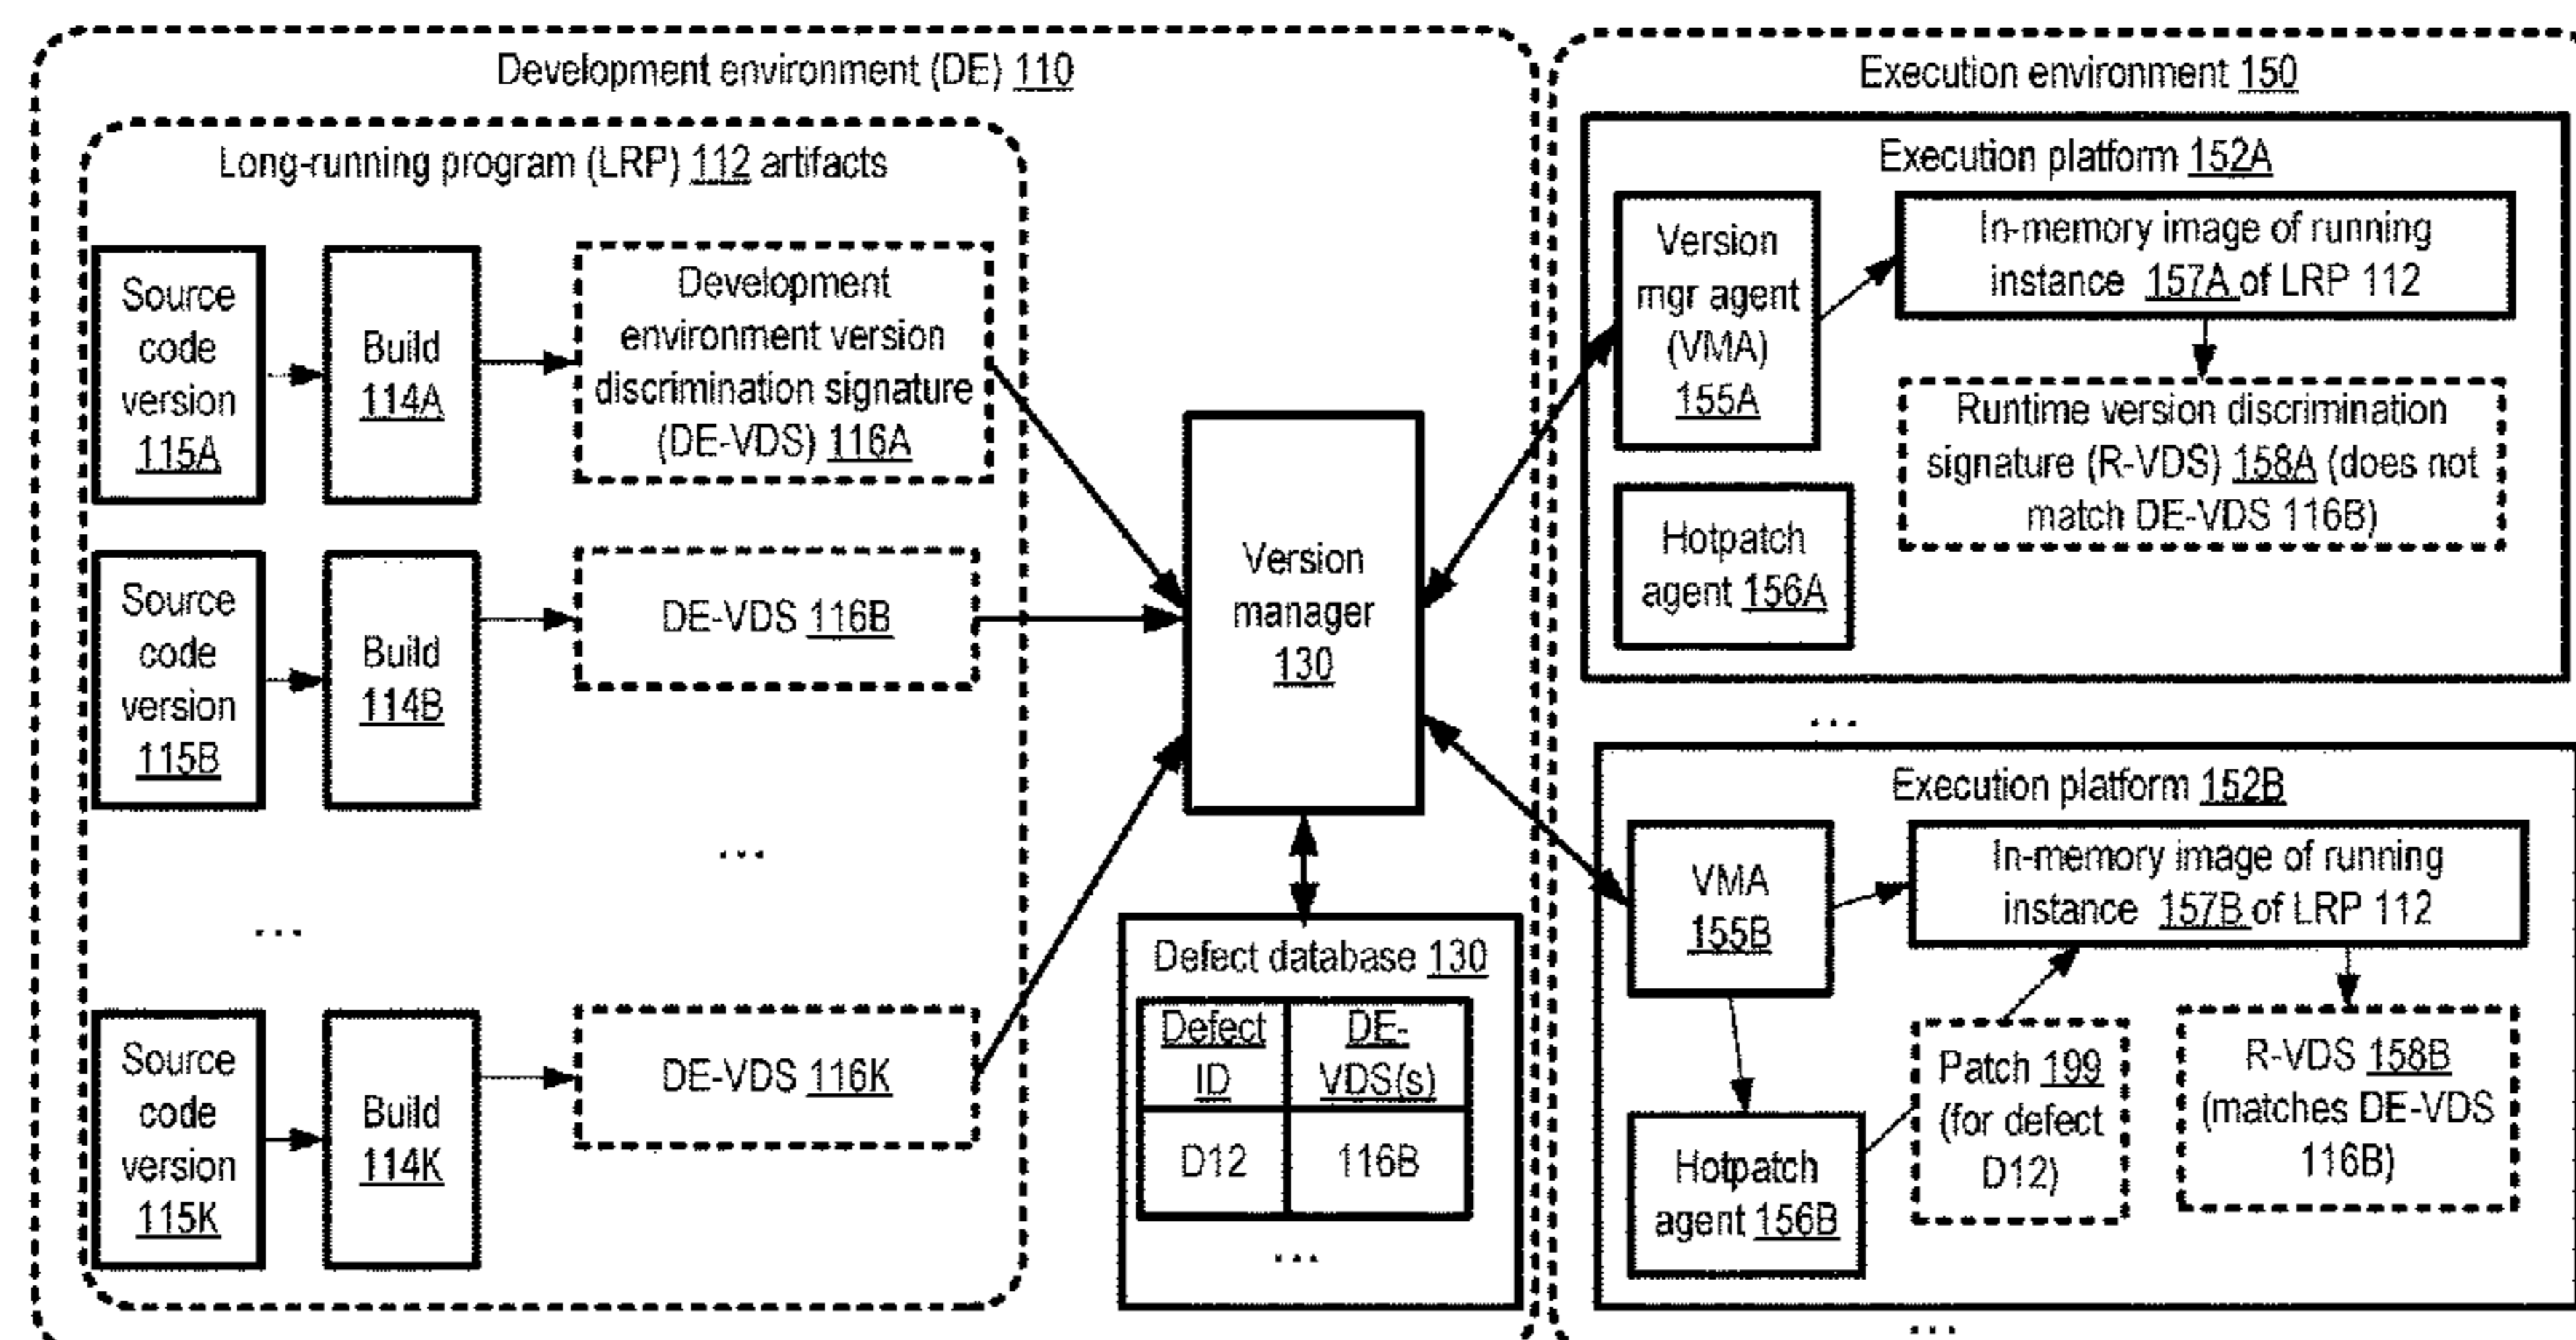 Development environment (DE) 110
Long-running program (LRP) 112 artifacts
Source
code
version
115A
Build
114A
Development
environment version
discrimination signature
(DE-VDS) 116A
Source
code
version
115B
Build
114B
DE-VDS 116B
...
...
Source
code
version
115K
Build
114K
DE-VDS 116K
Version
manager
130
Defect database 130
Defect
ID
DE-
VDS(s)
D12
116B
...
Execution environment 150
Execution platform 152A
Version
mgr agent
(VMA)
155A
In-memory image of running
instance 157A of LRP 112
Runtime version discrimination
signature (R-VDS) 158A (does not
match DE-VDS 116B)
Hotpatch
agent 156A
...
Execution platform 152B
VMA
155B
In-memory image of running
instance 157B of LRP 112
Hotpatch
agent 156B
Patch 199
(for defect
D12)
R-VDS 158B
(matches DE-VDS
116B)
...